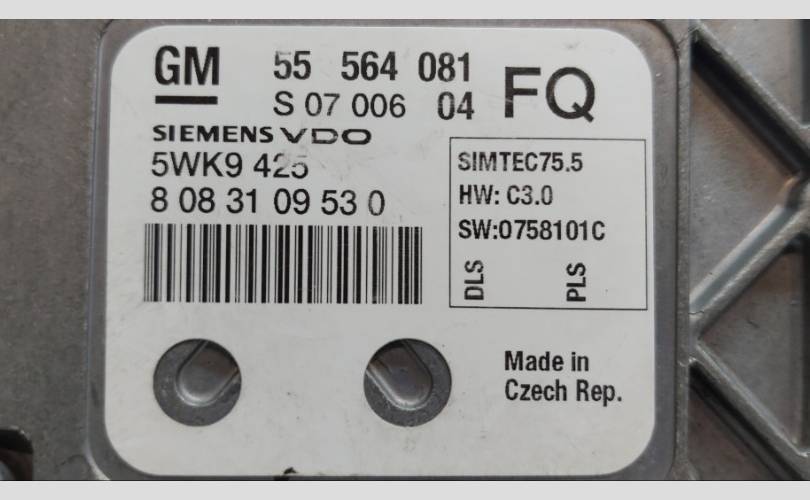 GM 55 564 081 FQ
S 07 006 04
SIEMENS VDO
5WK9 425
8 08 31 09 53 0
SIMTEC75.5
HW: C3.0
SW:0758101C
DLS PLS
Made in
Czech Rep.